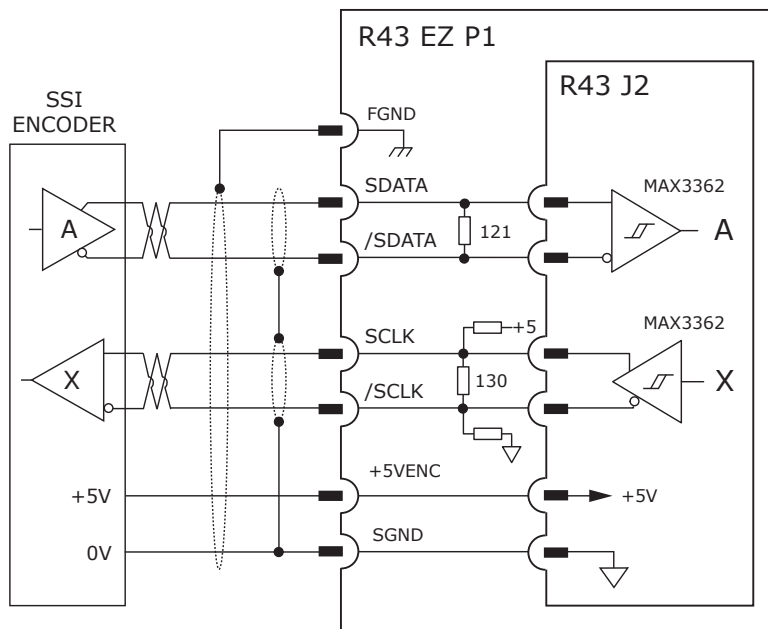 R43 EZ P1
R43 J2
SSI
ENCODER
FGND
SDATA
MAX3362
A
121
A
/SDATA
SCLK
+5
MAX3362
X
130
X
/SCLK
+5VENC
+5V
+5V
SGND
0V